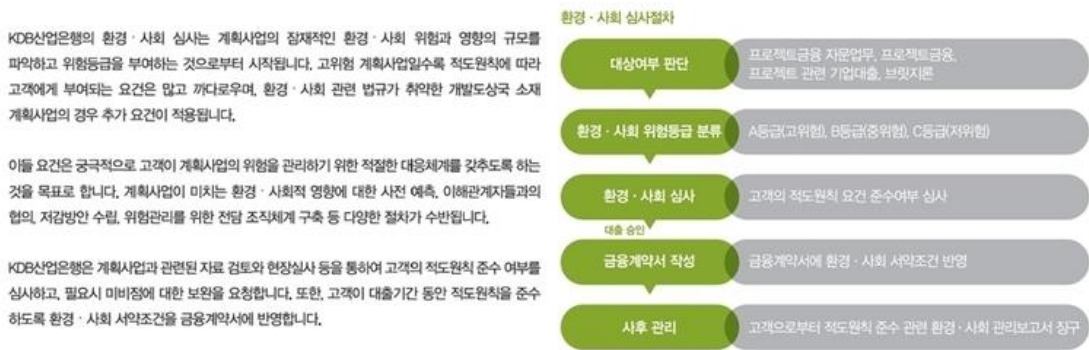 KDB산업은행의 환경 · 사회 심사는 계획사업의 잠재적인 환경 · 사회 위험과 영향의 규모를
파악하고 위험등급을 부여하는 것으로부터 시작됩니다. 고위험 계획사업일수록 적도원칙에 따라
고객에게 부여되는 요건은 많고 까다로우며, 환경 · 사회 관련 법규가 취약한 개발도상국 소재
계획사업의 경우 추가 요건이 적용됩니다.
이들 요건은 궁극적으로 고객이 계획사업의 위험을 관리하기 위한 적절한 대응체계를 갖추도록 하는
것을 목표로 합니다. 계획사업이 미치는 환경 · 사회적 영향에 대한 사전 예측, 이해관계자들과의
협의, 저감방안 수립, 위험관리를 위한 전담 조직체계 구축 등 다양한 절차가 수반됩니다.
KDB산업은행은 계획사업과 관련된 자료 검토와 현장실사 등을 통하여 고객의 적도원칙 준수 여부를
심사하고, 필요시 미비점에 대한 보완을 요청합니다. 또한, 고객이 대출기간 동안 적도원칙을 준수
하도록 환경 · 사회 서약조건을 금융계약서에 반영합니다.
환경 · 사회 심사절차
대상여부 판단
프로젝트금융 자문업무, 프로젝트금융,
프로젝트 관련 기업대출, 브릿지론
환경 · 사회 위험등급 분류
A등급(고위험), B등급(중위험), C등급(저위험)
환경 · 사회 심사
고객의 적도원칙 요건 준수여부 심사
대출 승인
금융계약서 작성
금융계약서에 환경 · 사회 서약조건 반영
사후 관리
고객으로부터 적도원칙 준수 관련 환경 · 사회 관리보고서 징구